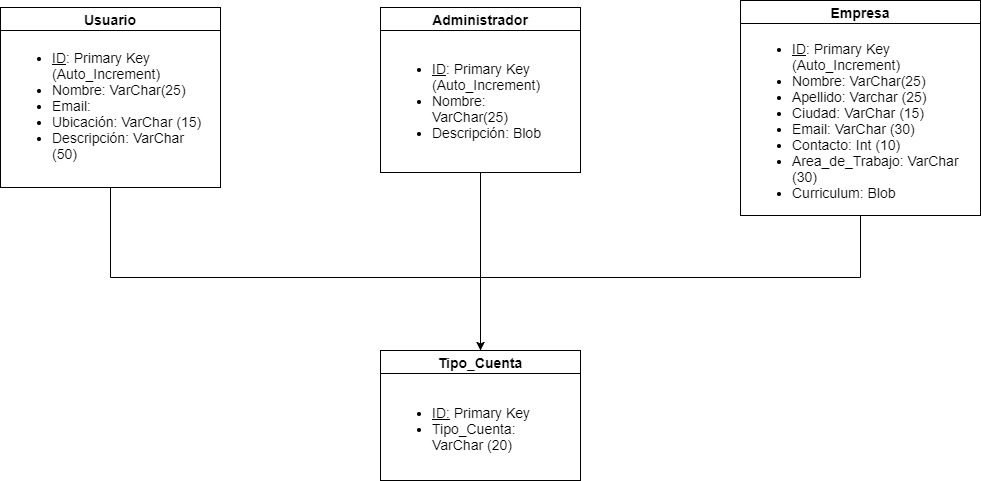 Usuario
ID: Primary Key
(Auto_Increment)
Nombre: VarChar(25)
Email:
Ubicación: VarChar (15)
Descripción: VarChar
(50)
Administrador
ID: Primary Key
(Auto_Increment)
Nombre:
VarChar(25)
Descripción: Blob
Empresa
ID: Primary Key
(Auto_Increment)
Nombre: VarChar(25)
Apellido: Varchar (25)
Ciudad: VarChar (15)
Email: VarChar (30)
Contacto: Int (10)
Area_de_Trabajo: VarChar
(30)
Curriculum: Blob
Tipo_Cuenta
ID: Primary Key
Tipo_Cuenta:
VarChar (20)